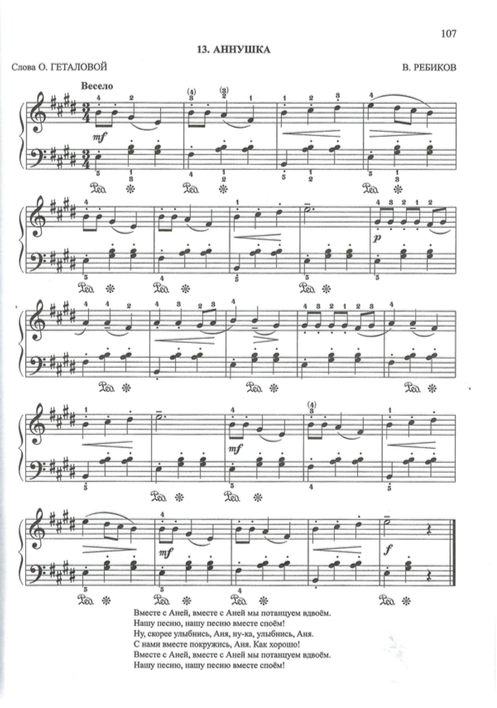 107
13. АННУШКА
Слова О. ГЕТАЛОВОЙ В. РЕБИКОВ
Весело
mf
p
mf
mf f
Вместе с Аней, вместе с Аней мы потанцуем вдвоём.
Нашу песню, нашу песню вместе споём!
Ну, скорее улыбнись, Аня, ну-ка, улыбнись, Аня.
С нами вместе покружись, Аня. Как хорошо!
Вместе с Аней, вместе с Аней мы потанцуем вдвоём.
Нашу песню, нашу песню вместе споём!